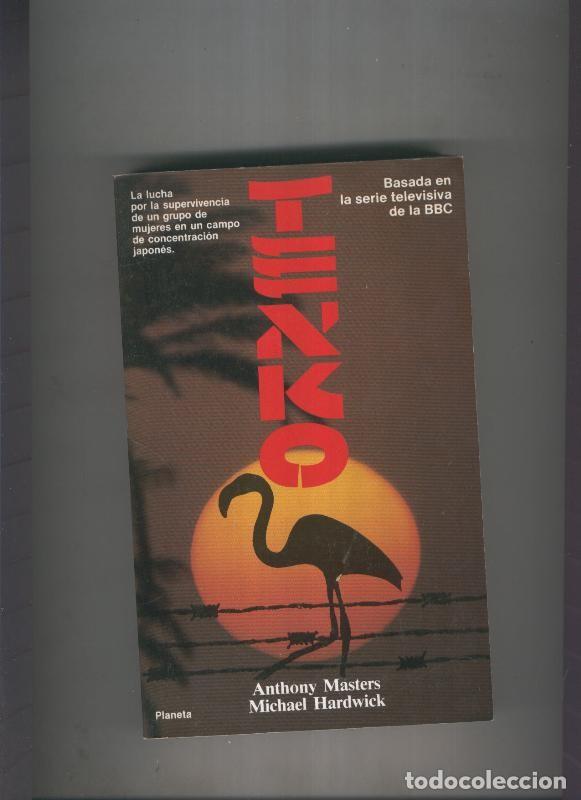 La lucha
por la supervivencia
de un grupo de
mujeres en un campo
de concentración
japonés.
Basada en
la serie televisiva
de la BBC
TENKO
Anthony Masters
Michael Hardwick
Planeta
todocoleccion